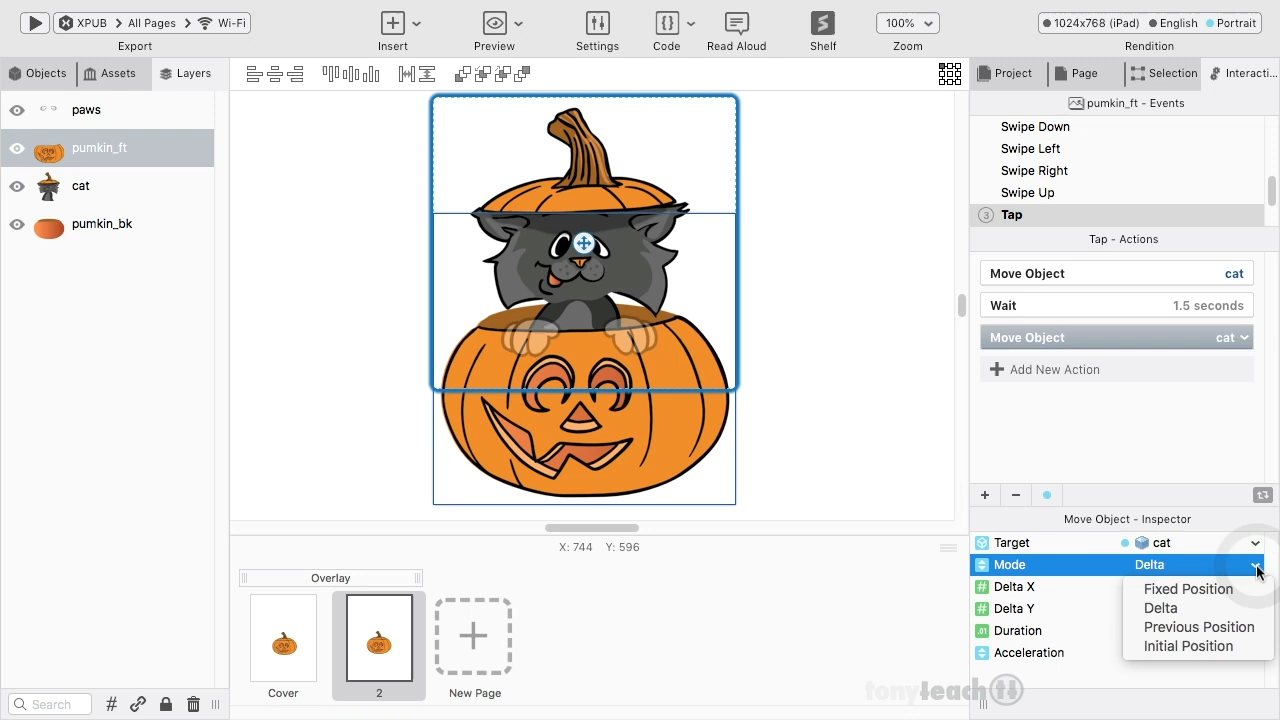 XPUB > All Pages > Wi-Fi
Export
Insert
Preview
Settings
Code
Read Aloud
Shelf
100%
Zoom
1024x768 (iPad) English Portrait
Rendition
Objects Assets Layers
Project Page Selection Interacti...
paws
pumkin_ft
cat
pumkin_bk
pumkin_ft - Events
Swipe Down
Swipe Left
Swipe Right
Swipe Up
3 Tap
Tap - Actions
Move Object cat
Wait 1.5 seconds
Move Object cat
Add New Action
Move Object - Inspector
Target cat
Mode Delta
Delta X
Delta Y
Duration
Acceleration
Fixed Position
Delta
Previous Position
Initial Position
X: 744 Y: 596
Overlay
Cover
2
New Page
Search
tonyteach